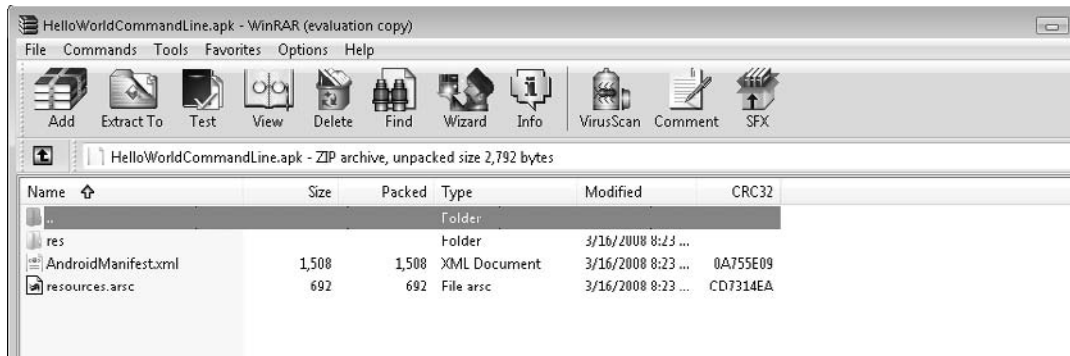 HelloWorldCommandLine.apk - WinRAR (evaluation copy)
File Commands Tools Favorites Options Help
Add Extract To Test View Delete Find Wizard Info VirusScan Comment SFX
HelloWorldCommandLine.apk - ZIP archive, unpacked size 2,792 bytes
Name Size Packed Type Modified CRC32
.. Folder
res Folder 3/16/2008 8:23 ...
AndroidManifest.xml 1,508 1,508 XML Document 3/16/2008 8:23 ... 0A755E09
resources.arsc 692 692 File arsc 3/16/2008 8:23 ... CD7314EA